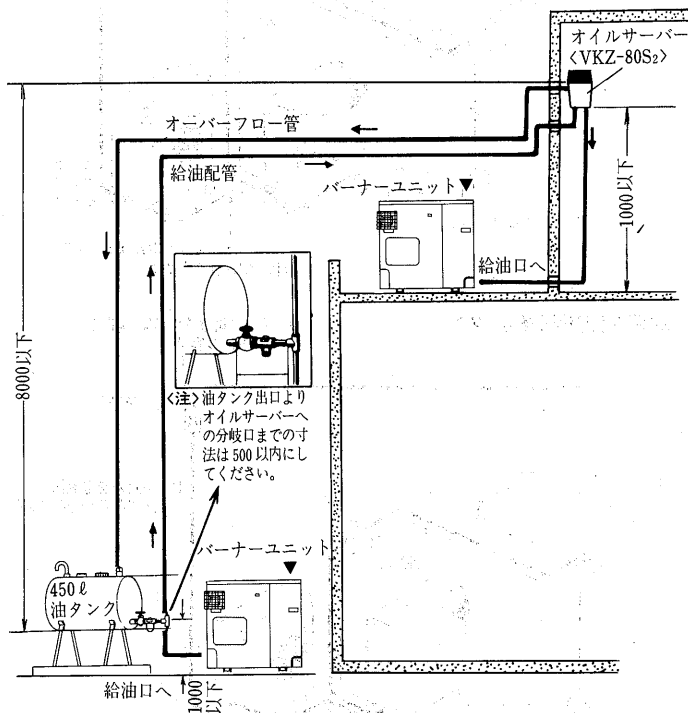 オイルサーバー
〈VKZ-80S₂〉
オーバーフロー管
給油配管
バーナーユニット▼
1000以下
給油口へ
8000以下
〈注〉油タンク出口より
オイルサーバーへ
の分岐口までの寸
法は500以内にし
てください。
バーナーユニット
▼
450ℓ
油タンク
給油口へ
1000
以下